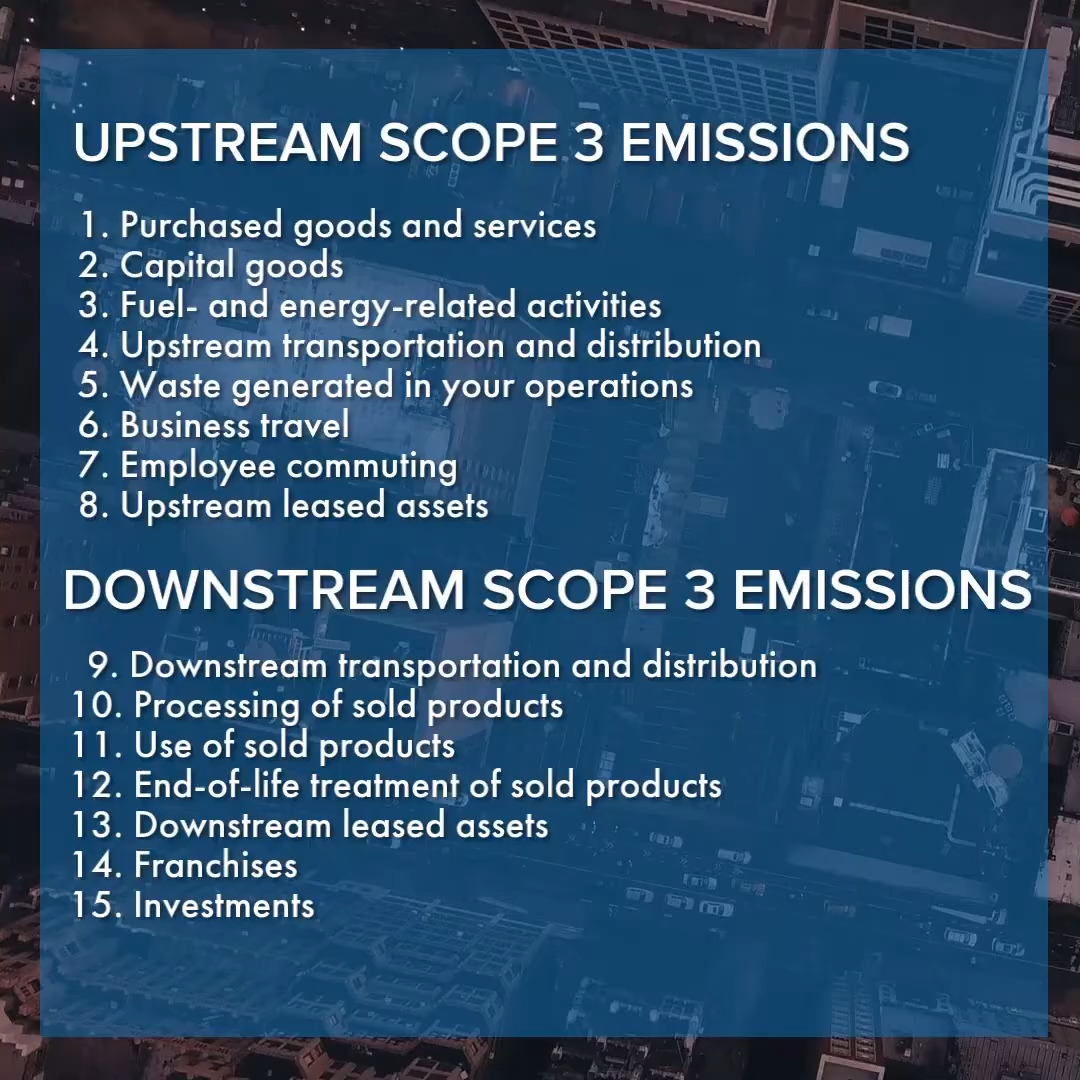 UPSTREAM SCOPE 3 EMISSIONS
1. Purchased goods and services
2. Capital goods
3. Fuel- and energy-related activities
4. Upstream transportation and distribution
5. Waste generated in your operations
6. Business travel
7. Employee commuting
8. Upstream leased assets
DOWNSTREAM SCOPE 3 EMISSIONS
9. Downstream transportation and distribution
10. Processing of sold products
11. Use of sold products
12. End-of-life treatment of sold products
13. Downstream leased assets
14. Franchises
15. Investments